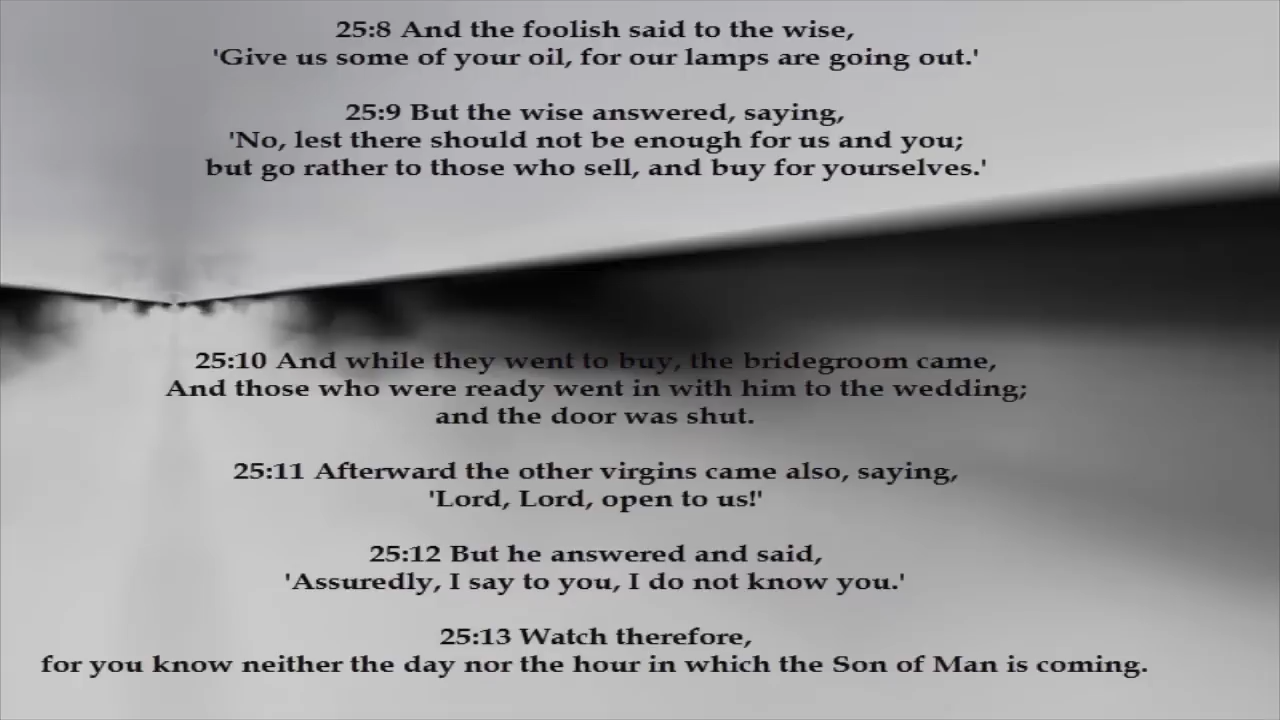 25:8 And the foolish said to the wise,
'Give us some of your oil, for our lamps are going out.'
25:9 But the wise answered, saying,
'No, lest there should not be enough for us and you;
but go rather to those who sell, and buy for yourselves.'
25:10 And while they went to buy, the bridegroom came,
And those who were ready went in with him to the wedding;
and the door was shut.
25:11 Afterward the other virgins came also, saying,
'Lord, Lord, open to us!'
25:12 But he answered and said,
'Assuredly, I say to you, I do not know you.'
25:13 Watch therefore,
for you know neither the day nor the hour in which the Son of Man is coming.